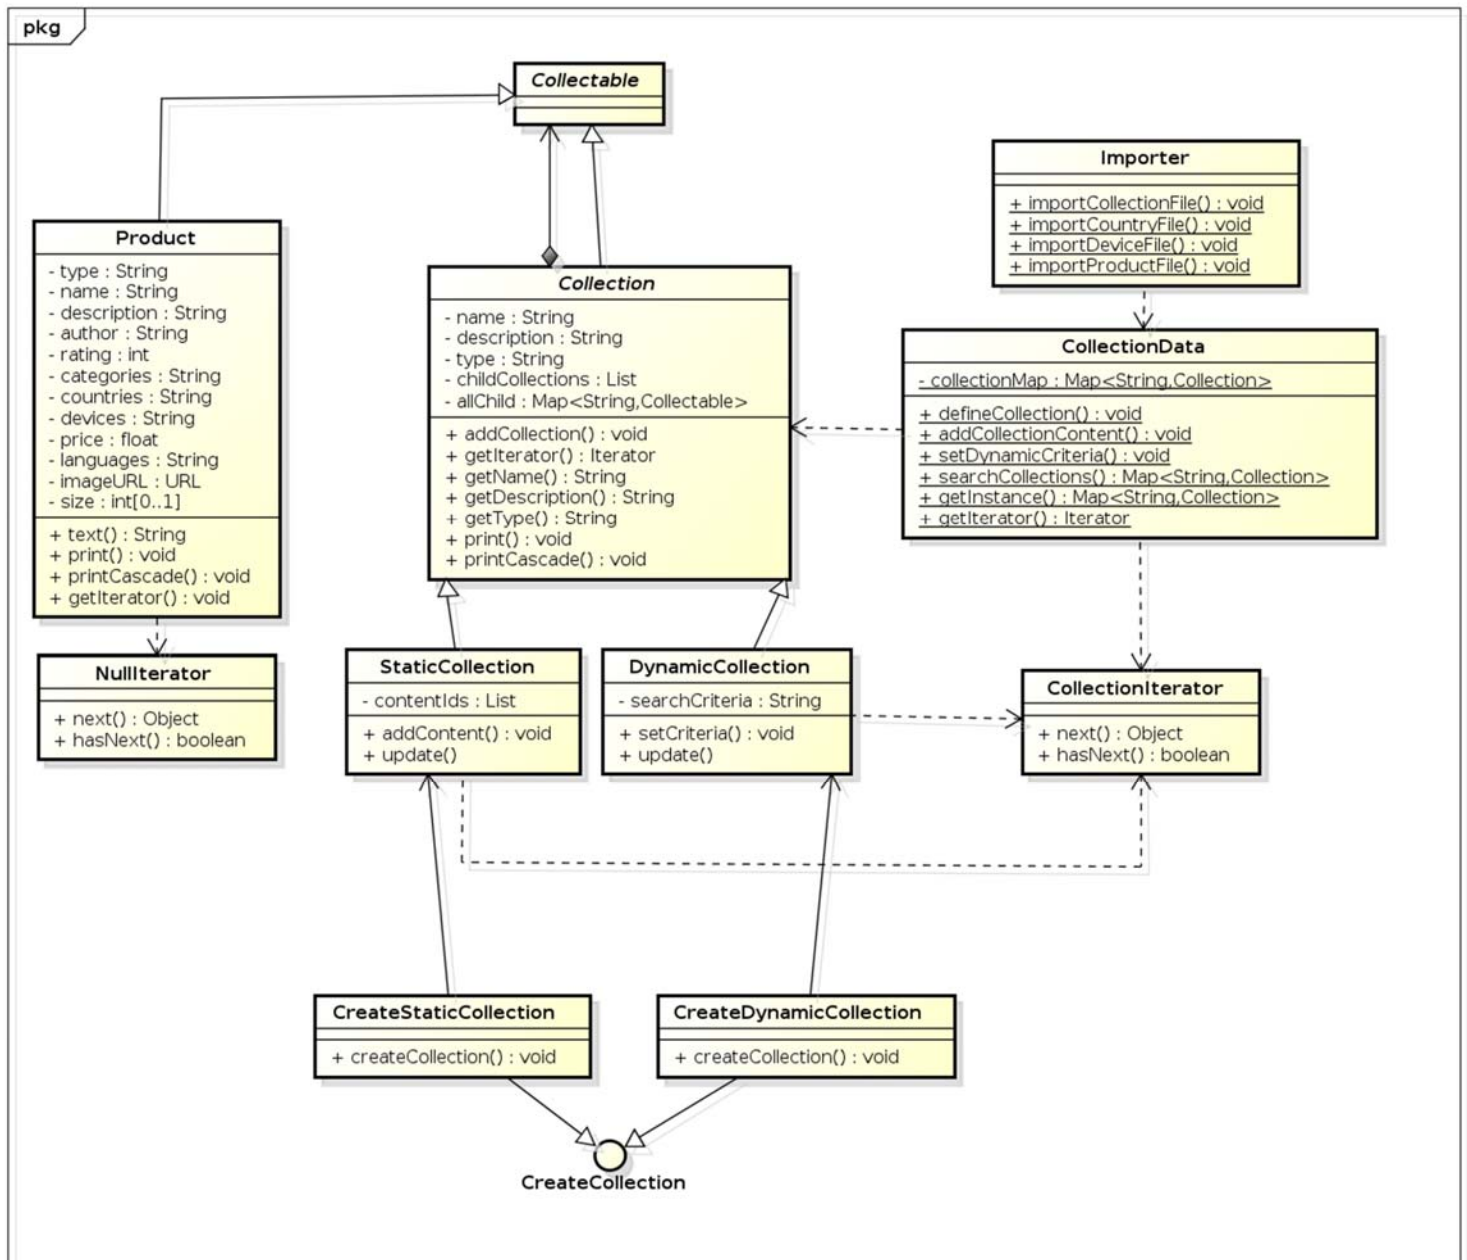 pkg
Collectable
Importer
+ importCollectionFile() : void
+ importCountryFile() : void
+ importDeviceFile() : void
+ importProductFile() : void
Product
- type : String
- name : String
- description : String
- author : String
- rating : int
- categories : String
- countries : String
- devices : String
- price : float
- languages : String
- imageURL : URL
- size : int[0..1]
+ text() : String
+ print() : void
+ printCascade() : void
+ getIterator() : void
Collection
- name : String
- description : String
- type : String
- childCollections : List
- allChild : Map<String,Collectable>
+ addCollection() : void
+ getIterator() : Iterator
+ getName() : String
+ getDescription() : String
+ getType() : String
+ print() : void
+ printCascade() : void
CollectionData
- collectionMap : Map<String,Collection>
+ defineCollection() : void
+ addCollectionContent() : void
+ setDynamicCriteria() : void
+ searchCollections() : Map<String,Collection>
+ getInstance() : Map<String,Collection>
+ getIterator() : Iterator
NullIterator
+ next() : Object
+ hasNext() : boolean
StaticCollection
- contentIds : List
+ addContent() : void
+ update()
DynamicCollection
- searchCriteria : String
+ setCriteria() : void
+ update()
CollectionIterator
+ next() : Object
+ hasNext() : boolean
CreateStaticCollection
+ createCollection() : void
CreateDynamicCollection
+ createCollection() : void
CreateCollection